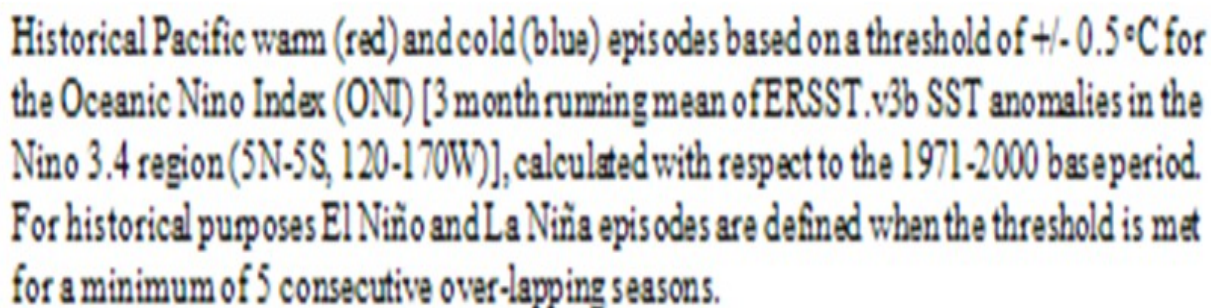 Historical Pacific warm (red) and cold (blue) episodes based on a threshold of +/- 0.5 °C for
the Oceanic Nino Index (ONI) [3 month running mean of ERSST.v3b SST anomalies in the
Nino 3.4 region (5N-5S, 120-170W)], calculated with respect to the 1971-2000 base period.
For historical purposes El Niño and La Niña episodes are defined when the threshold is met
for a minimum of 5 consecutive over-lapping seasons.